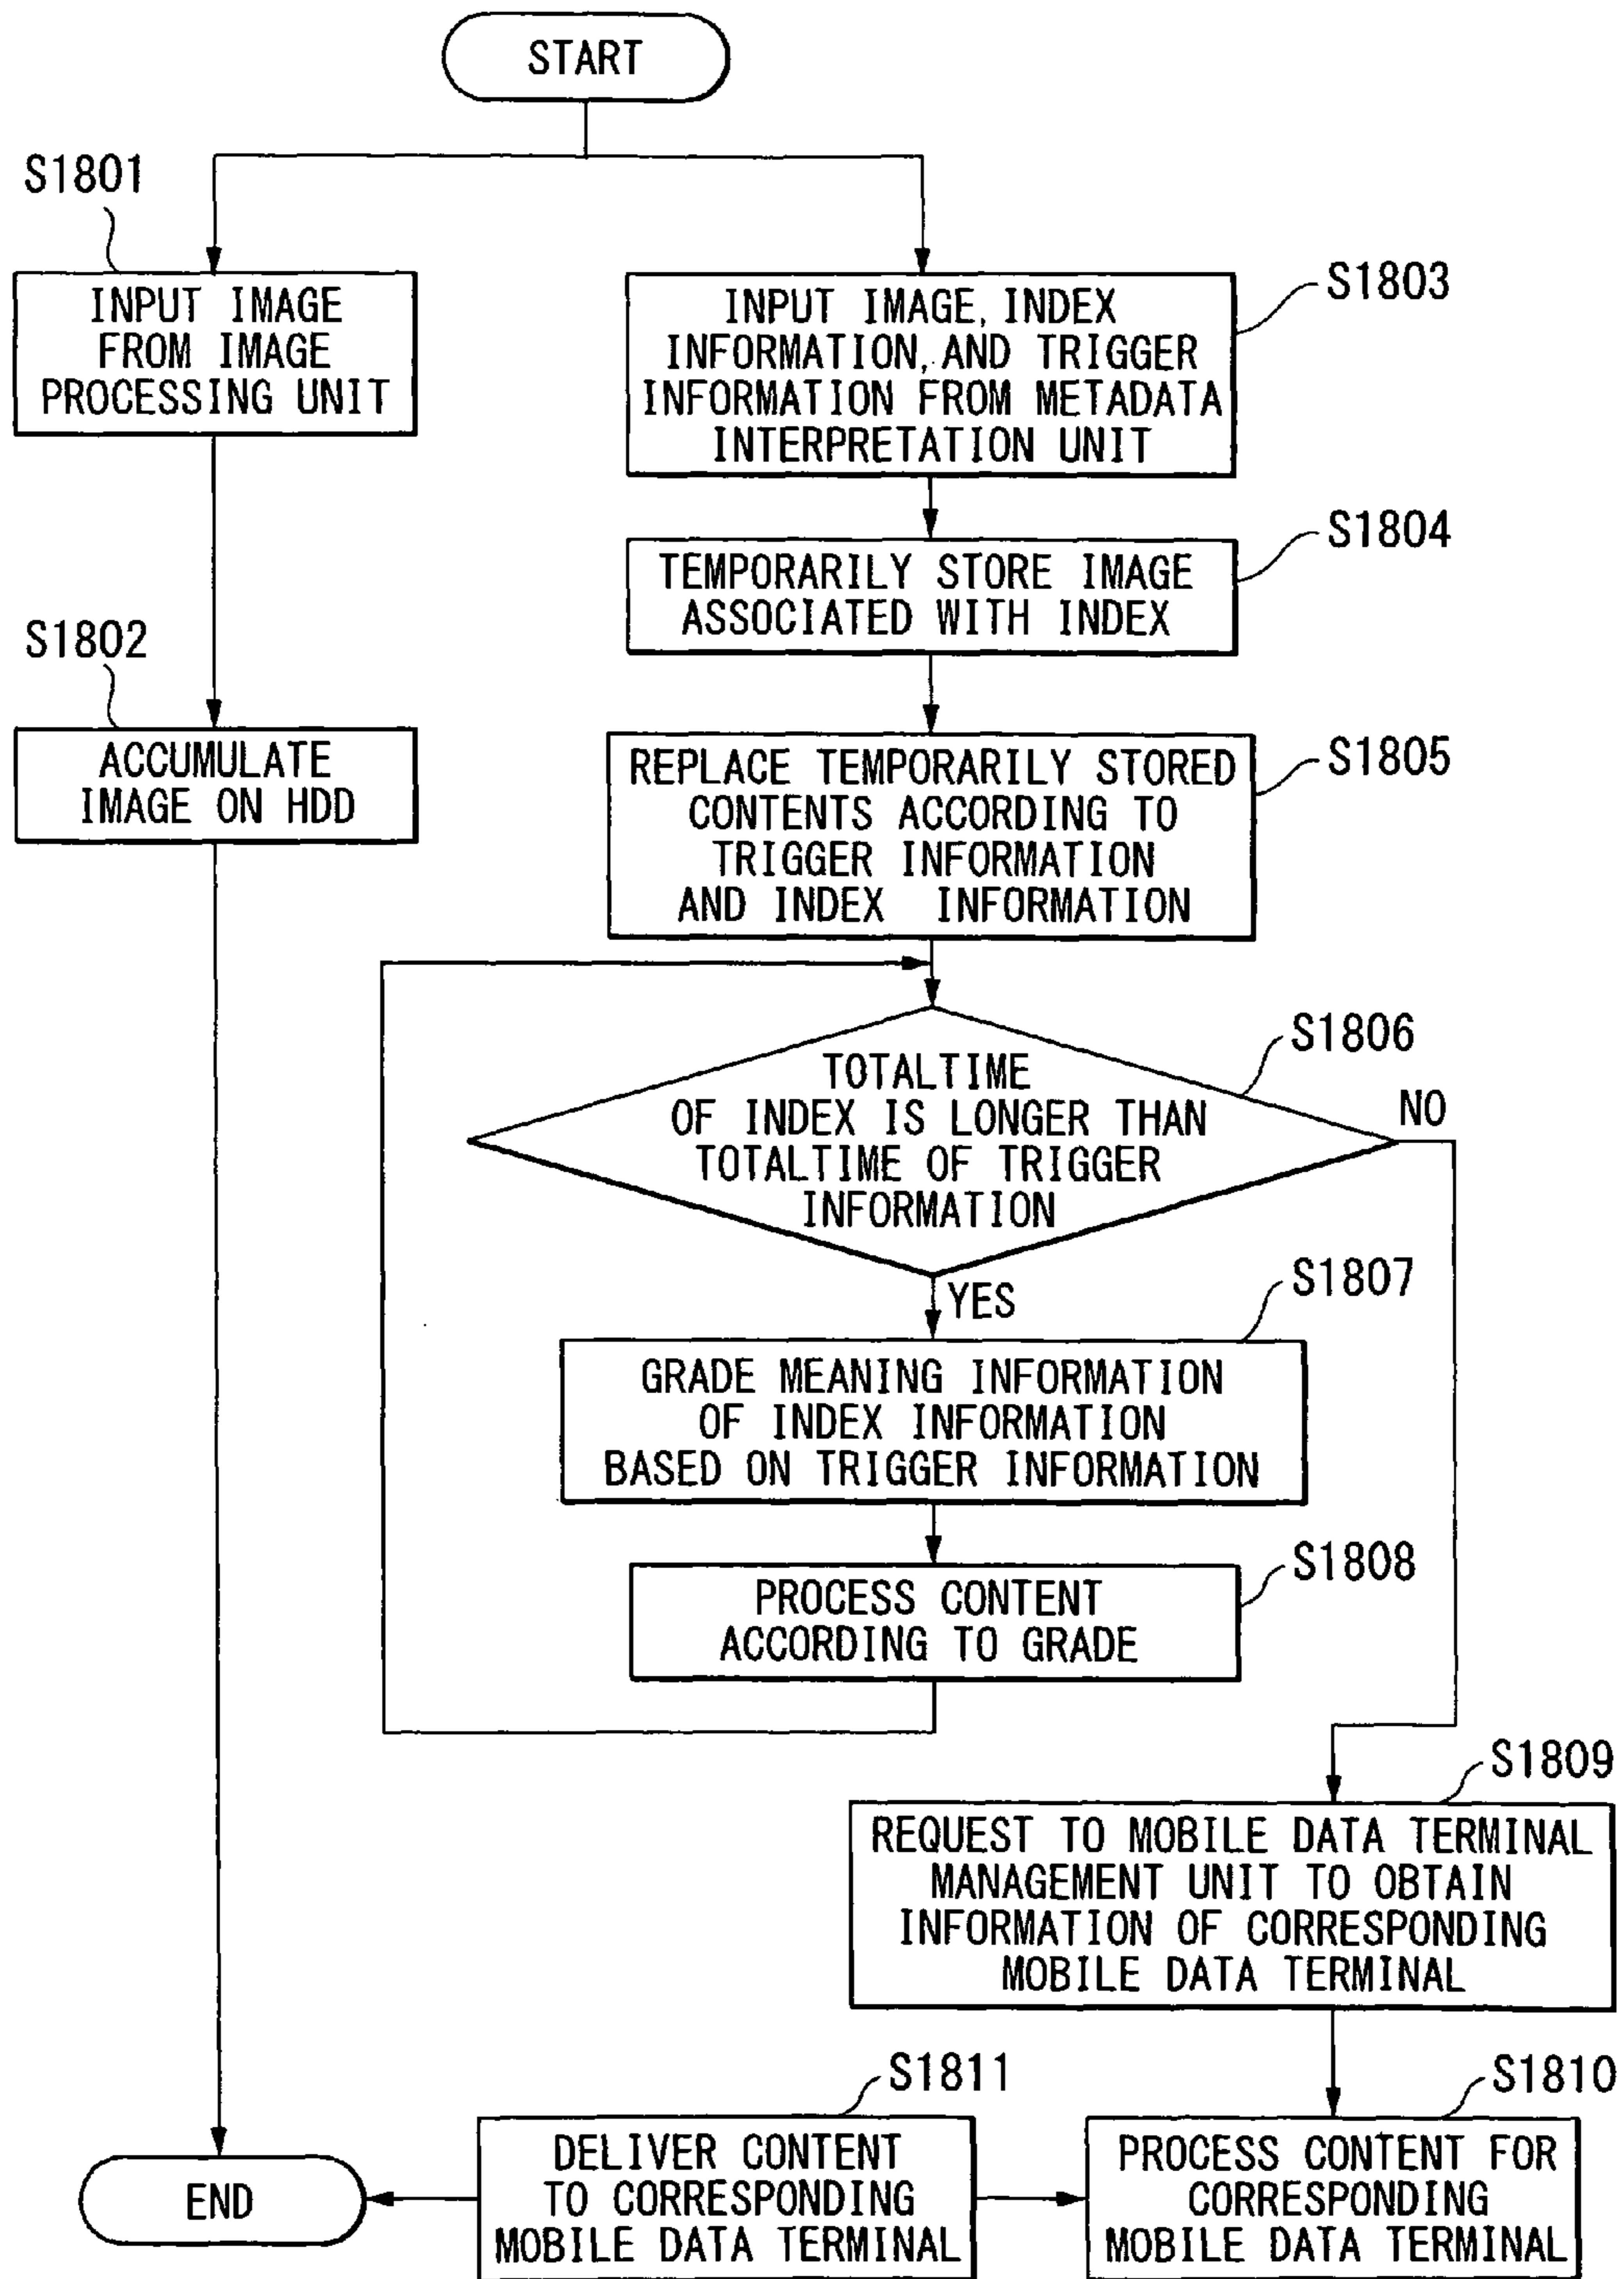 START
S1801
INPUT IMAGE
FROM IMAGE
PROCESSING UNIT
S1802
ACCUMULATE
IMAGE ON HDD
S1803
INPUT IMAGE, INDEX
INFORMATION, AND TRIGGER
INFORMATION FROM METADATA
INTERPRETATION UNIT
S1804
TEMPORARILY STORE IMAGE
ASSOCIATED WITH INDEX
S1805
REPLACE TEMPORARILY STORED
CONTENTS ACCORDING TO
TRIGGER INFORMATION
AND INDEX INFORMATION
S1806
TOTALTIME
OF INDEX IS LONGER THAN
TOTALTIME OF TRIGGER
INFORMATION
NO
YES
S1807
GRADE MEANING INFORMATION
OF INDEX INFORMATION
BASED ON TRIGGER INFORMATION
S1808
PROCESS CONTENT
ACCORDING TO GRADE
S1809
REQUEST TO MOBILE DATA TERMINAL
MANAGEMENT UNIT TO OBTAIN
INFORMATION OF CORRESPONDING
MOBILE DATA TERMINAL
S1810
PROCESS CONTENT FOR
CORRESPONDING
MOBILE DATA TERMINAL
S1811
DELIVER CONTENT
TO CORRESPONDING
MOBILE DATA TERMINAL
END